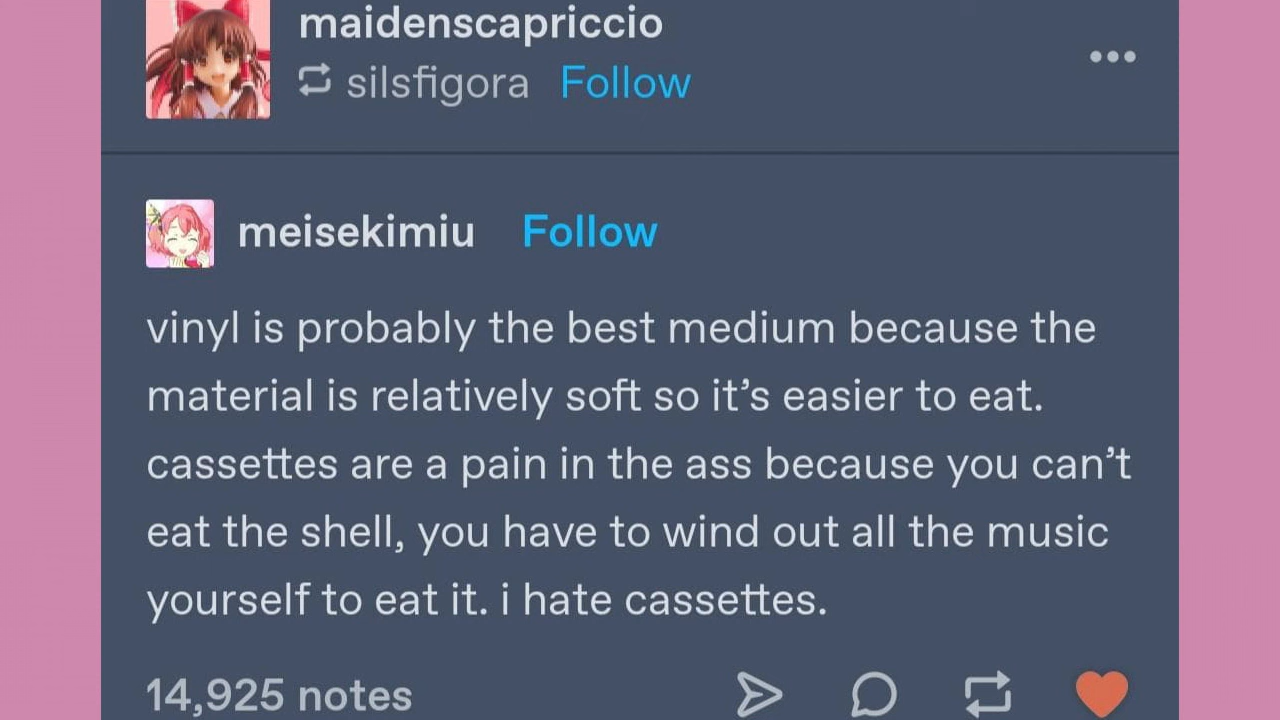 maidenscapriccio
silsfigora Follow
meisekimiu Follow
vinyl is probably the best medium because the
material is relatively soft so it’s easier to eat.
cassettes are a pain in the ass because you can’t
eat the shell, you have to wind out all the music
yourself to eat it. i hate cassettes.
14,925 notes